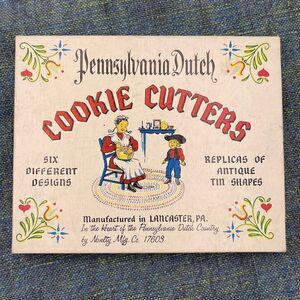 Pennsylvania Dutch
COOKIE CUTTERS
SIX
DIFFERENT
DESIGNS
REPLICAS OF
ANTIQUE
TIN SHAPES
Manufactured in LANCASTER, PA.
In the Heart of the Pennsylvania Dutch Country
by Novelty Mfg. Co. 17603